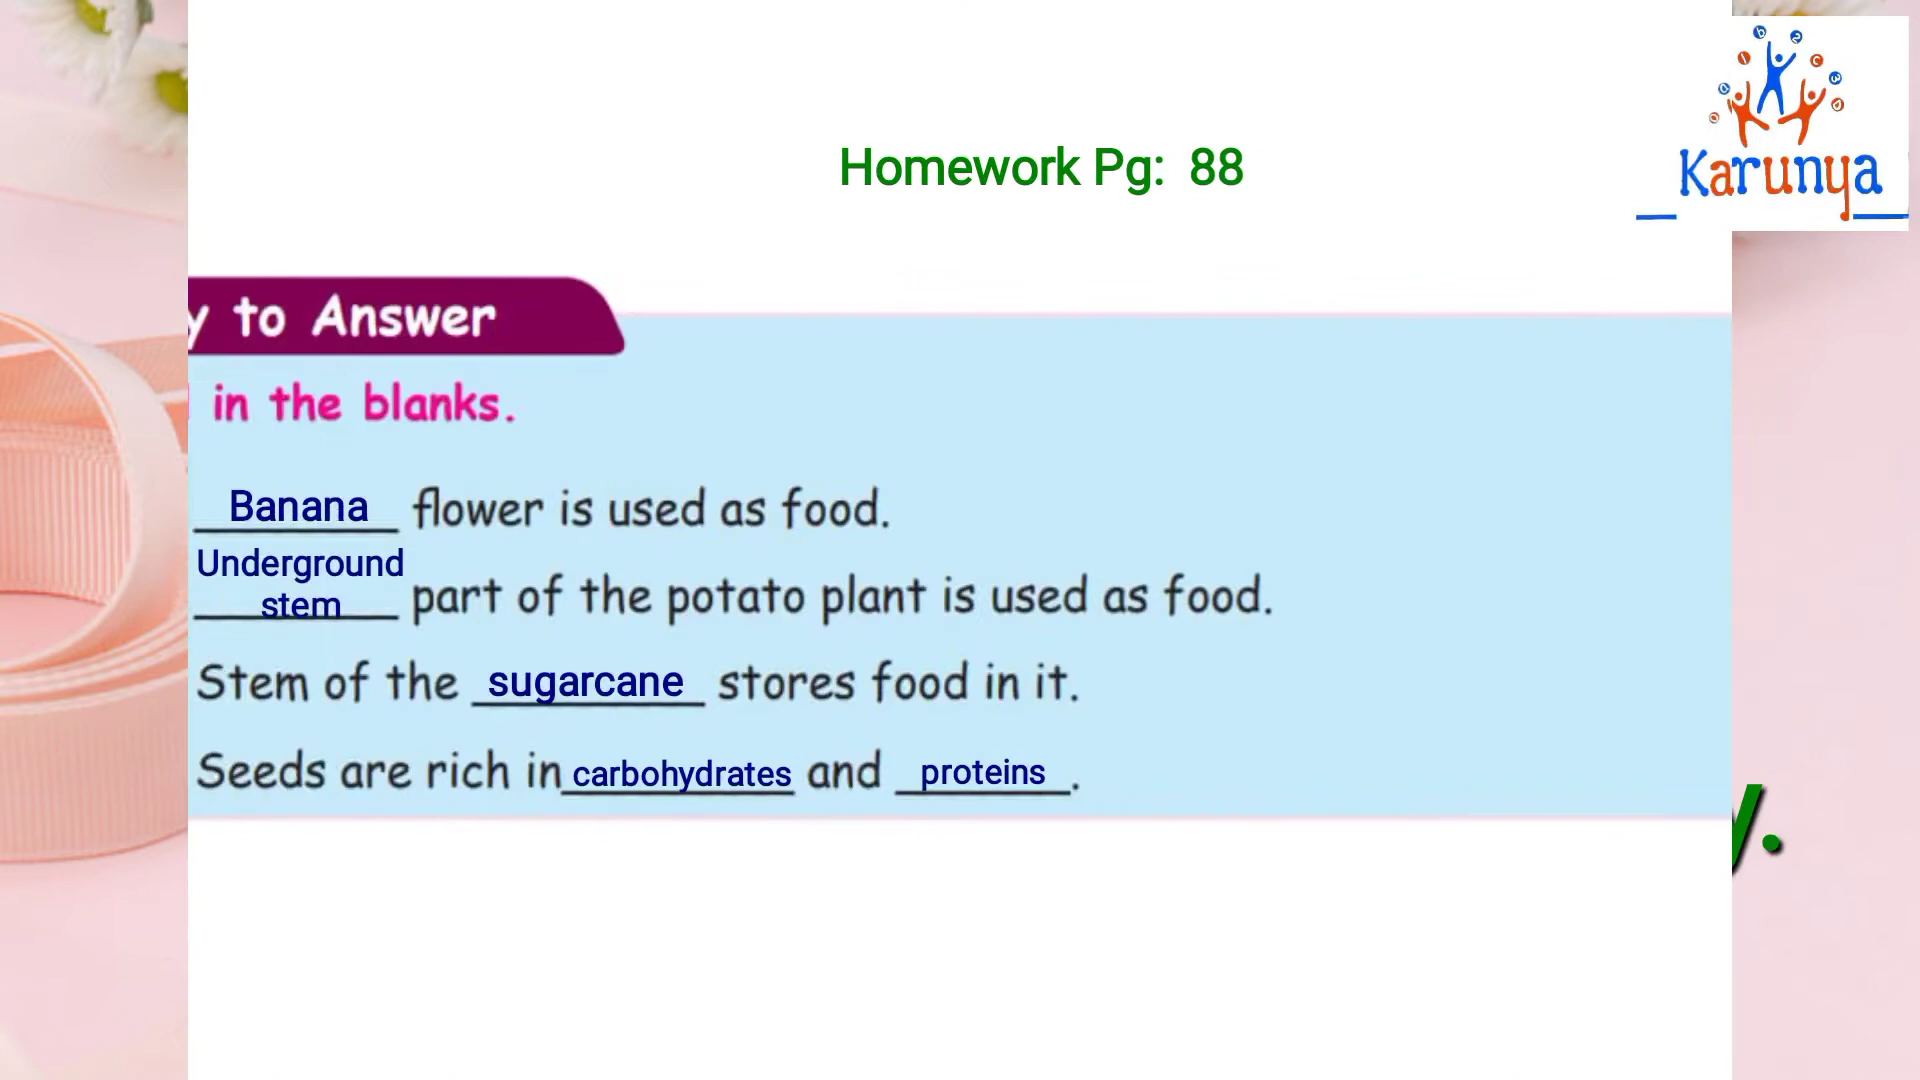 Homework Pg: 88
Karunya
y to Answer
in the blanks.
Banana flower is used as food.
Underground
stem part of the potato plant is used as food.
Stem of the sugarcane stores food in it.
Seeds are rich in carbohydrates and proteins.
y.